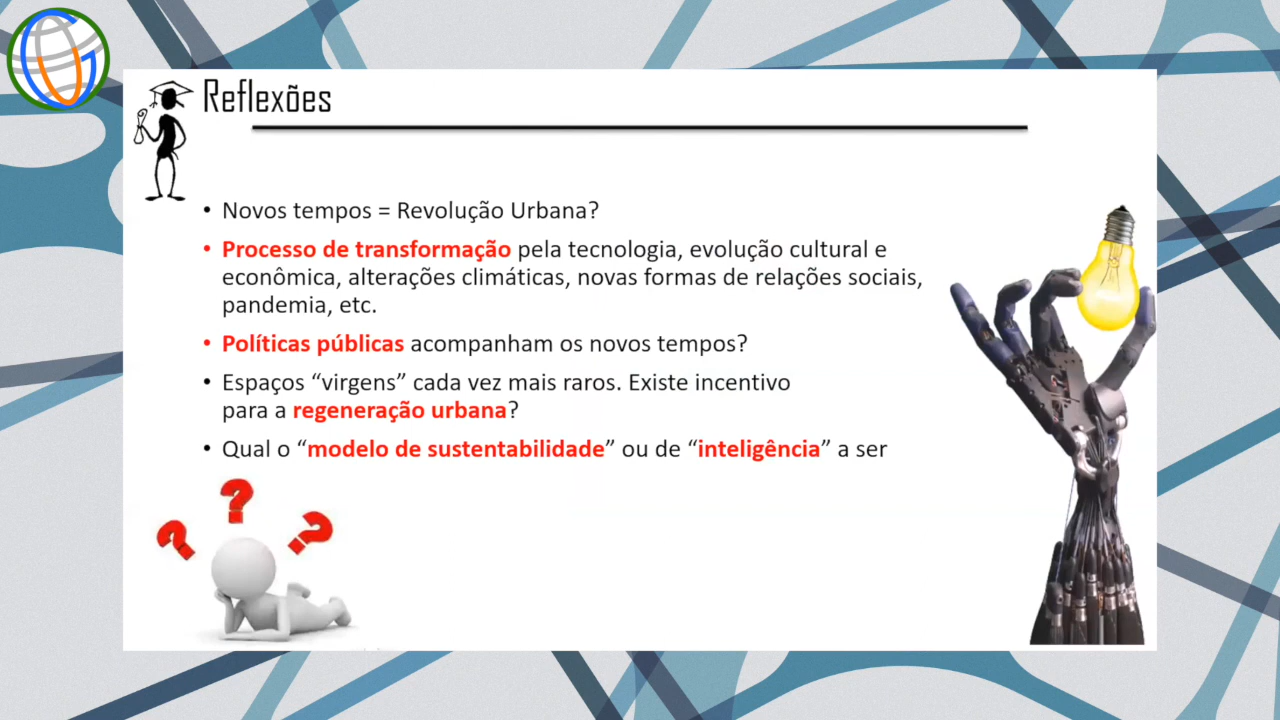 Reflexões
• Novos tempos = Revolução Urbana?
• Processo de transformação pela tecnologia, evolução cultural e
econômica, alterações climáticas, novas formas de relações sociais,
pandemia, etc.
• Políticas públicas acompanham os novos tempos?
• Espaços “virgens” cada vez mais raros. Existe incentivo
para a regeneração urbana?
• Qual o “modelo de sustentabilidade” ou de “inteligência” a ser